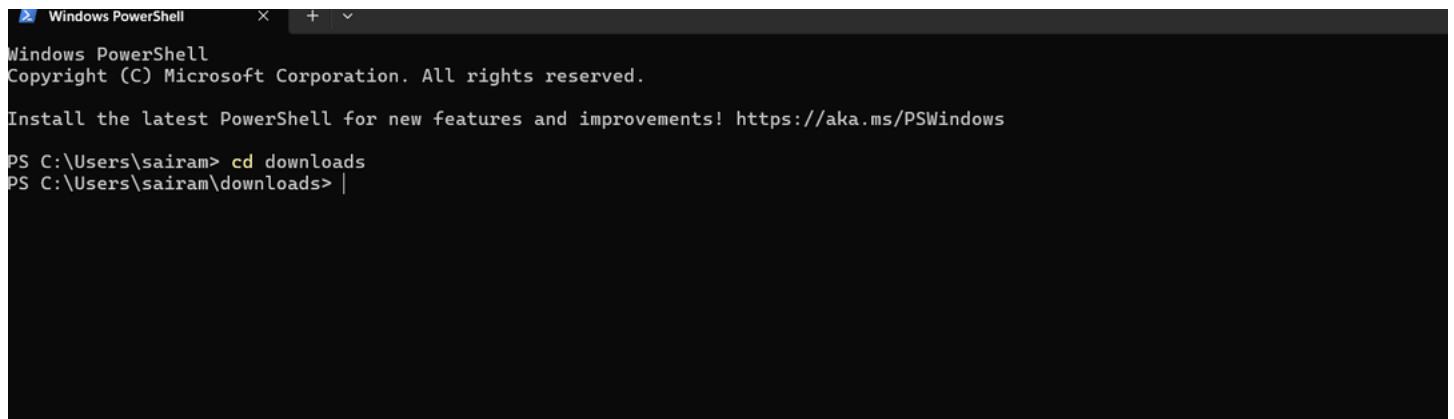 Windows PowerShell
Windows PowerShell
Copyright (C) Microsoft Corporation. All rights reserved.
Install the latest PowerShell for new features and improvements! https://aka.ms/PSWindows
PS C:\Users\sairam> cd downloads
PS C:\Users\sairam\downloads>